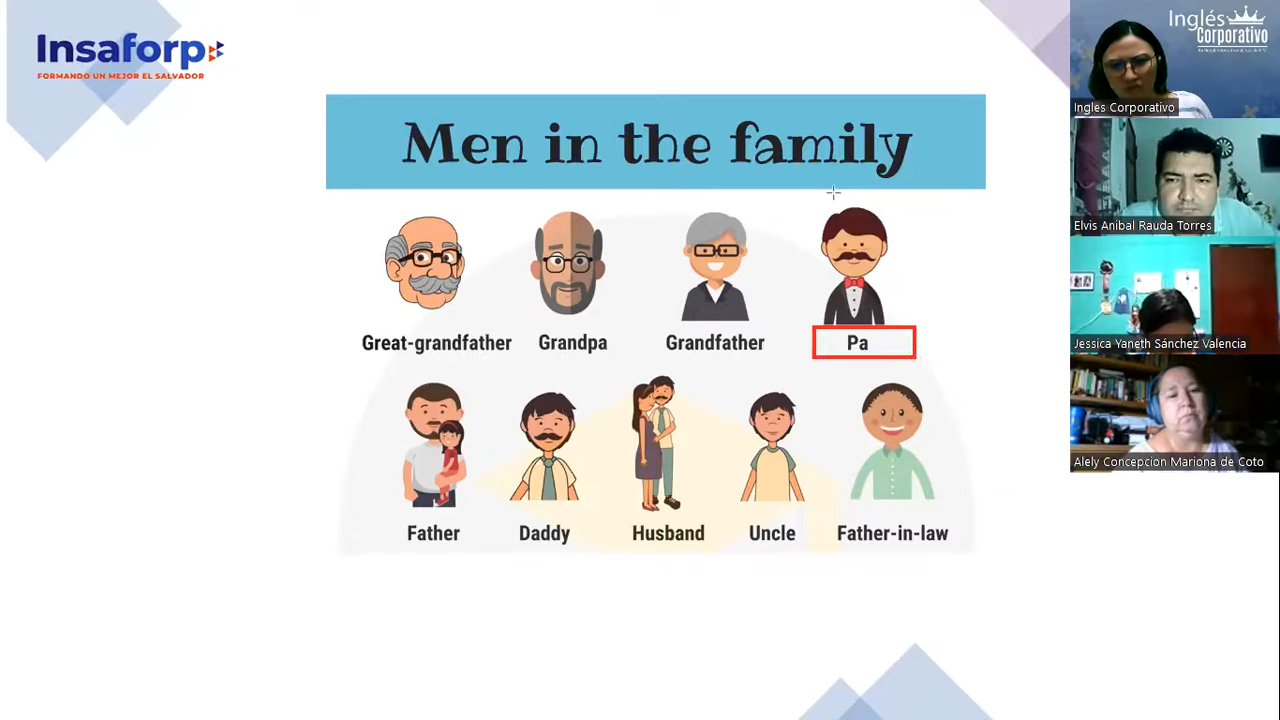 Insaforp
FORMANDO UN MEJOR EL SALVADOR
Men in the family
Great-grandfather
Grandpa
Grandfather
Pa
Father
Daddy
Husband
Uncle
Father-in-law
Inglés
Corporativo
Ingles Corporativo
Elvis Anibal Rauda Torres
Jessica Yaneth Sánchez Valencia
Alely Concepcion Mariona de Coto